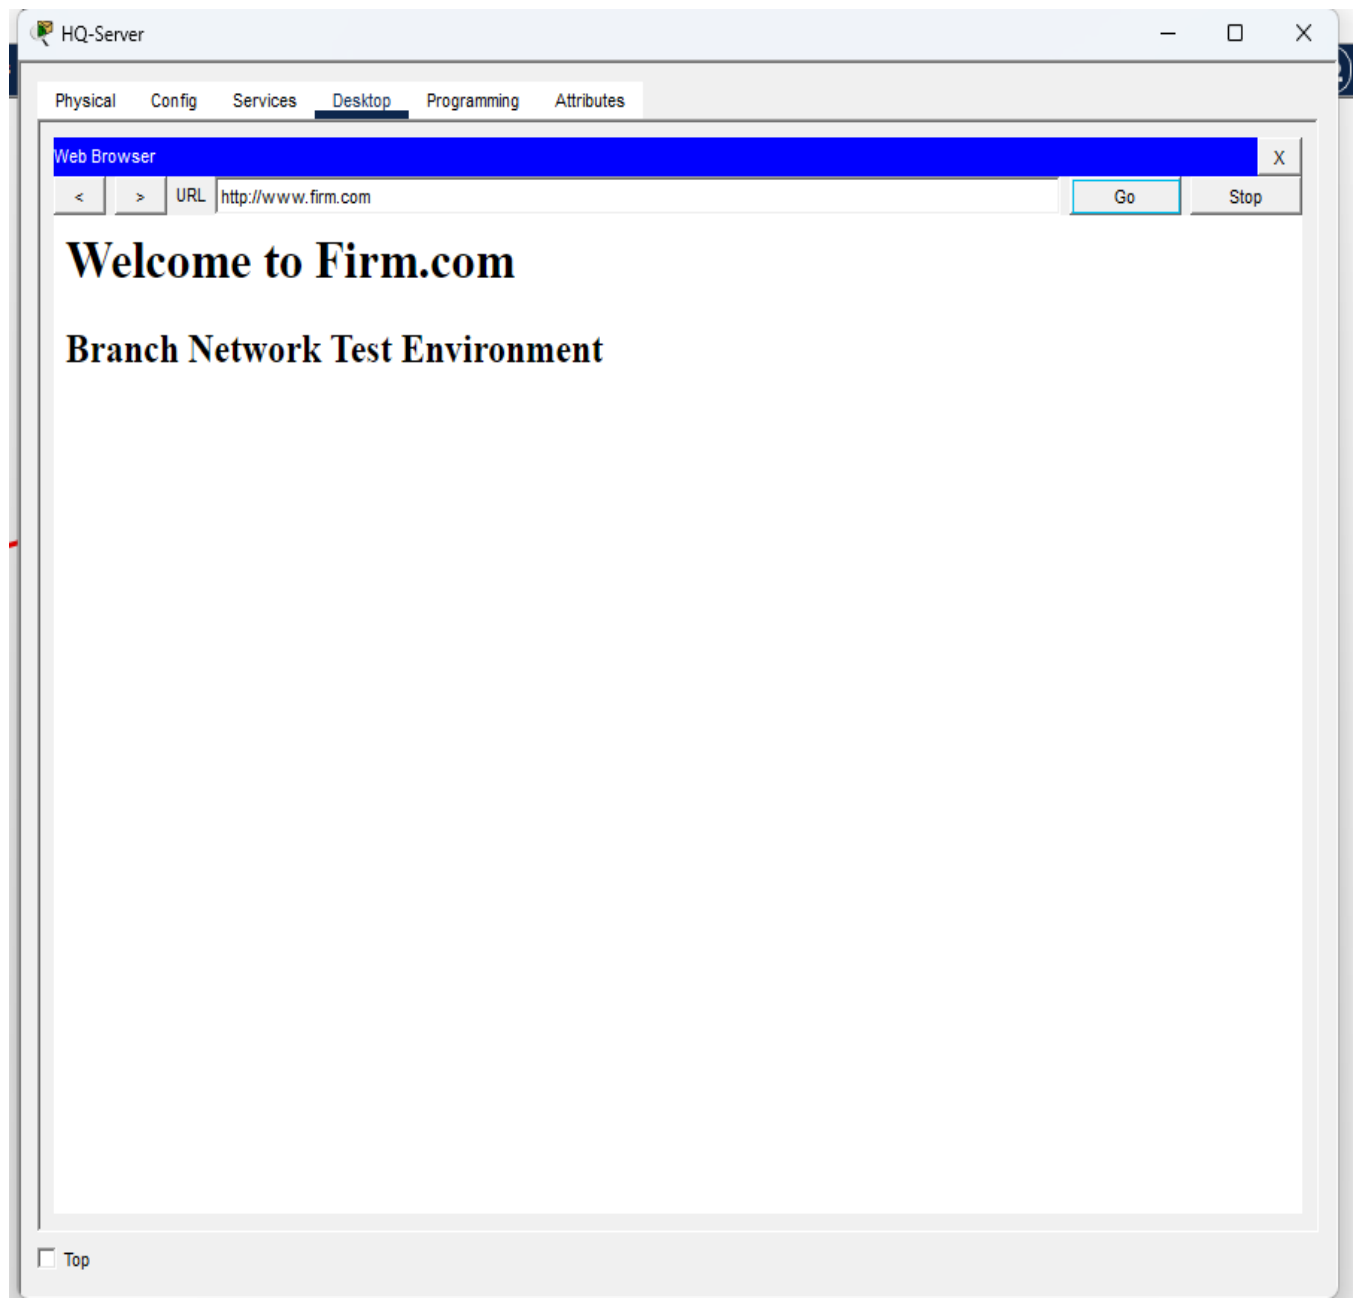 HQ-Server
Physical Config Services Desktop Programming Attributes
Web Browser X
< > URL http://www.firm.com Go Stop
Welcome to Firm.com
Branch Network Test Environment
Top